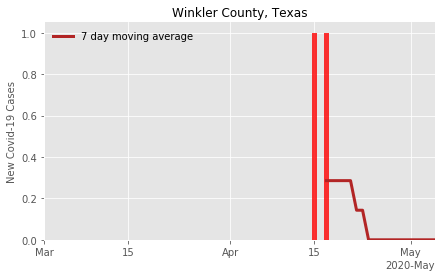 Winkler County, Texas
7 day moving average
New Covid-19 Cases
1.0
0.8
0.6
0.4
0.2
0.0
Mar 15 Apr 15 May
2020-May